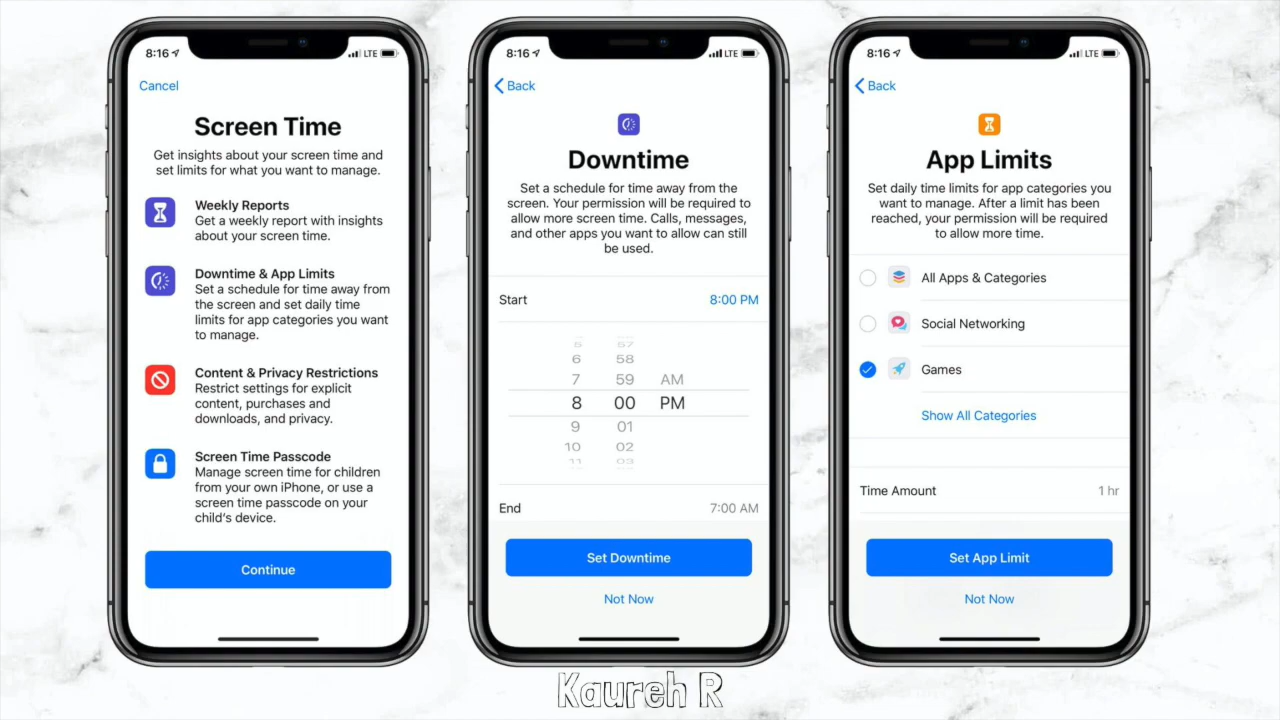 8:16
LTE
Cancel
Screen Time
Get insights about your screen time and
set limits for what you want to manage.
Weekly Reports
Get a weekly report with insights
about your screen time.
Downtime & App Limits
Set a schedule for time away from
the screen and set daily time
limits for app categories you want
to manage.
Content & Privacy Restrictions
Restrict settings for explicit
content, purchases and
downloads, and privacy.
Screen Time Passcode
Manage screen time for children
from your own iPhone, or use a
screen time passcode on your
child's device.
Continue
8:16
LTE
Back
Downtime
Set a schedule for time away from the
screen. Your permission will be required to
allow more screen time. Calls, messages,
and other apps you want to allow can still
be used.
Start 8:00 PM
5 57
6 58
7 59 AM
8 00 PM
9 01
10 02
11 03
End 7:00 AM
Set Downtime
Not Now
8:16
LTE
Back
App Limits
Set daily time limits for app categories you
want to manage. After a limit has been
reached, your permission will be required
to allow more time.
All Apps & Categories
Social Networking
Games
Show All Categories
Time Amount 1 hr
Set App Limit
Not Now
Kaureh R